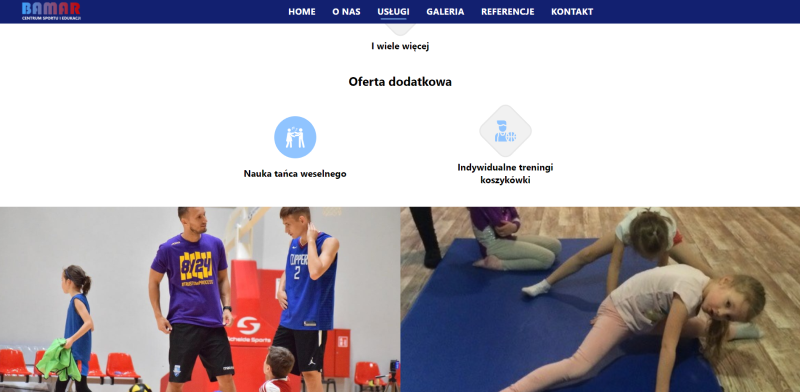 BAMAR
CENTRUM SPORTU I EDUKACJI
HOME O NAS USŁUGI GALERIA REFERENCJE KONTAKT
I wiele więcej
Oferta dodatkowa
Nauka tańca weselnego
Indywidualne treningi
koszykówki
8/24
CLIPPERS
2